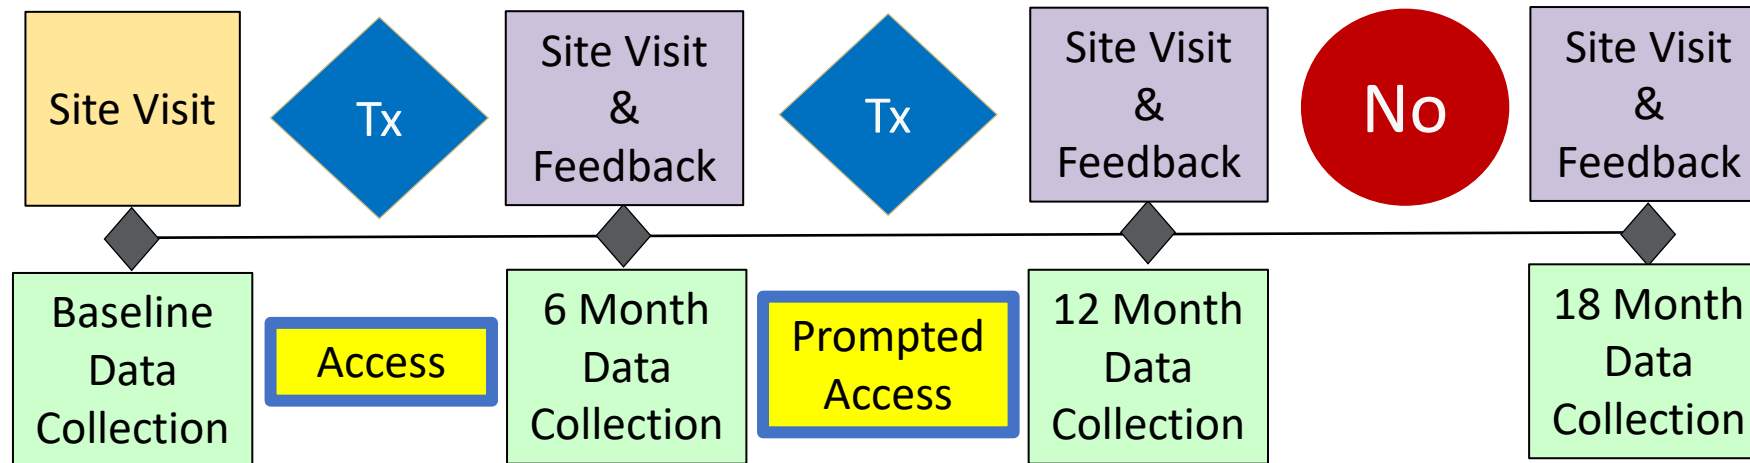 Site Visit
Tx
Site Visit
&
Feedback
Tx
Site Visit
&
Feedback
No
Site Visit
&
Feedback
Baseline
Data
Collection
Access
6 Month
Data
Collection
Prompted
Access
12 Month
Data
Collection
18 Month
Data
Collection